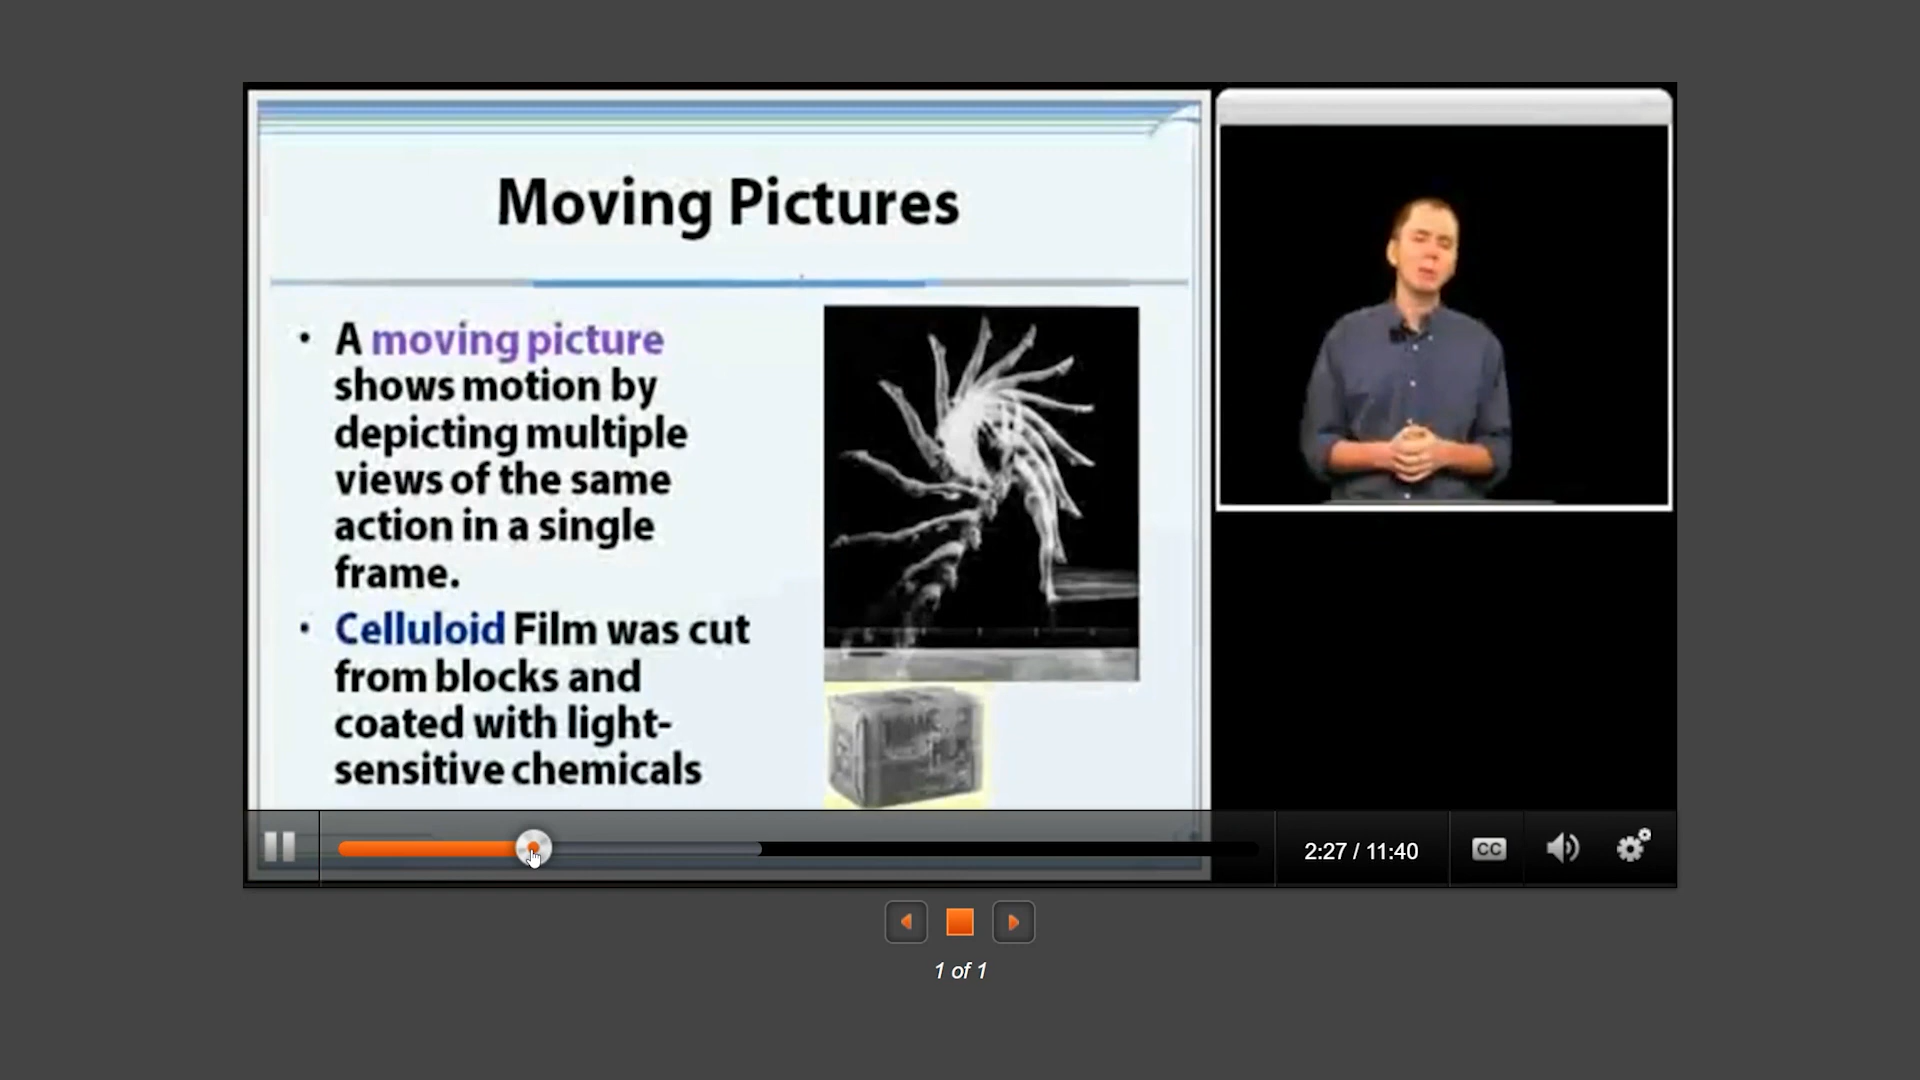 Moving Pictures
• A moving picture
shows motion by
depicting multiple
views of the same
action in a single
frame.
• Celluloid Film was cut
from blocks and
coated with light-
sensitive chemicals
2:27 / 11:40
CC
1 of 1